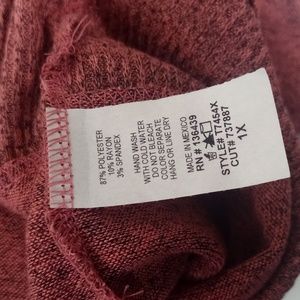 87% POLYESTER
10% RAYON
3% SPANDEX
HAND WASH
WITH COLD WATER
DO NOT BLEACH
COLOR SEPARATE
HANG OR LINE DRY
MADE IN MEXICO
RN# 136439
STYLE# T7454X
CUT# 737887
1X